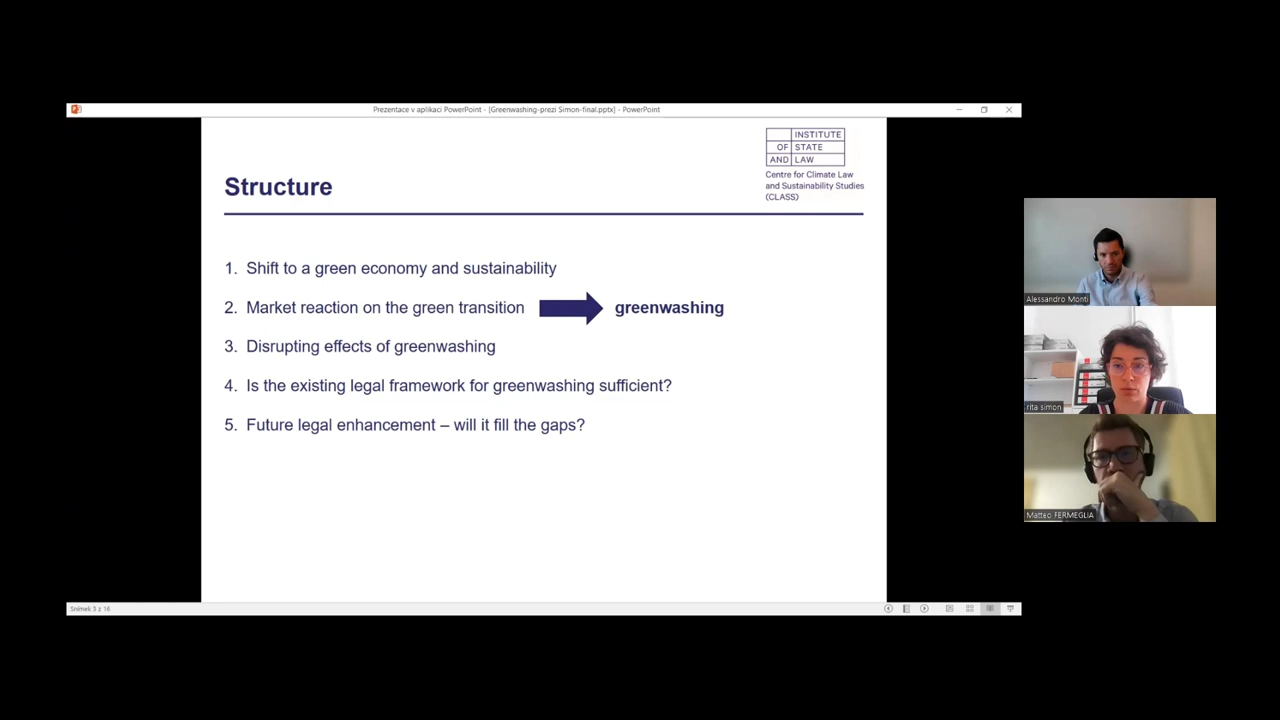 Prezentace v aplikaci PowerPoint - [Greenwashing-prezi Simon-final.pptx] - PowerPoint
INSTITUTE
OF STATE
AND LAW
Centre for Climate Law
and Sustainability Studies
(CLASS)
Structure
1. Shift to a green economy and sustainability
2. Market reaction on the green transition greenwashing
3. Disrupting effects of greenwashing
4. Is the existing legal framework for greenwashing sufficient?
5. Future legal enhancement – will it fill the gaps?
Snímek 3 z 16
Alessandro Monti
rita simon
Matteo FERMEGLIA